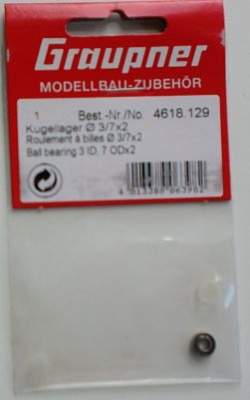 Graupner
MODELLBAU-ZUBEHÖR
1 Best.-Nr./No. 4618.129
Kugellager Ø 3/7x2
Roulement à billes Ø 3/7x2
Ball bearing 3 ID, 7 ODx2